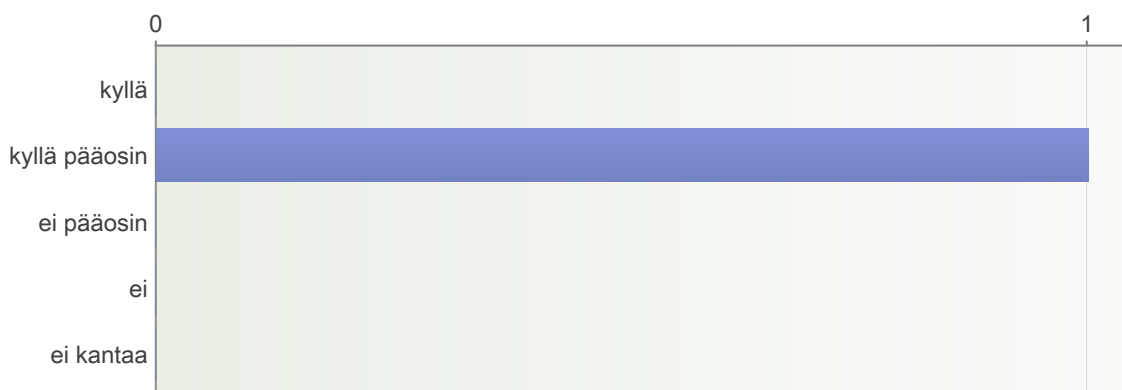 0 1
kyllä
kyllä pääosin
ei pääosin
ei
ei kantaa